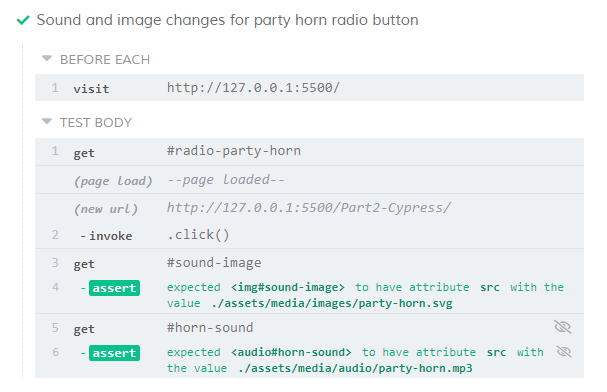 Sound and image changes for party horn radio button
BEFORE EACH
1 visit http://127.0.0.1:5500/
TEST BODY
1 get #radio-party-horn
(page load) --page loaded--
(new url) http://127.0.0.1:5500/Part2-Cypress/
2 - invoke .click()
3 get #sound-image
4 - assert expected <img#sound-image> to have attribute src with the
value ./assets/media/images/party-horn.svg
5 get #horn-sound
6 - assert expected <audio#horn-sound> to have attribute src with
the value ./assets/media/audio/party-horn.mp3